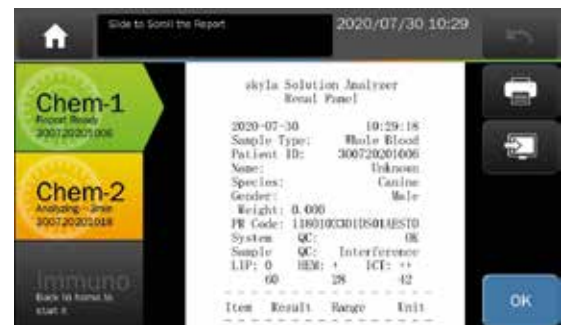 Slide to Scroll the Report
2020/07/30 10:29
Chem-1
Report Ready
300720201006
Chem-2
Analyzing 3min
300720201018
Immuno
Back to home to
start it
skyla Solution Analyzer
Renal Panel
2020-07-30 10:29:18
Sample Type: Whole Blood
Patient ID: 300720201006
Name: Unknown
Species: Canine
Gender: Male
Weight: 0.000
PR Code:
System QC: OK
Sample QC: Interference
LIP: 0 HEM: + ICT: ++
60 28 42
Item Result Range Unit
OK